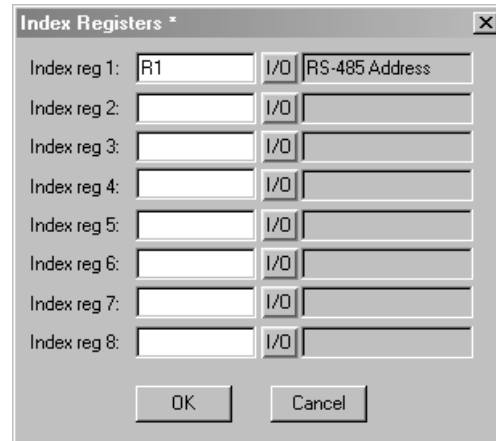 Index Registers *
Index reg 1: R1 I/O RS-485 Address
Index reg 2: I/O
Index reg 3: I/O
Index reg 4: I/O
Index reg 5: I/O
Index reg 6: I/O
Index reg 7: I/O
Index reg 8: I/O
OK Cancel